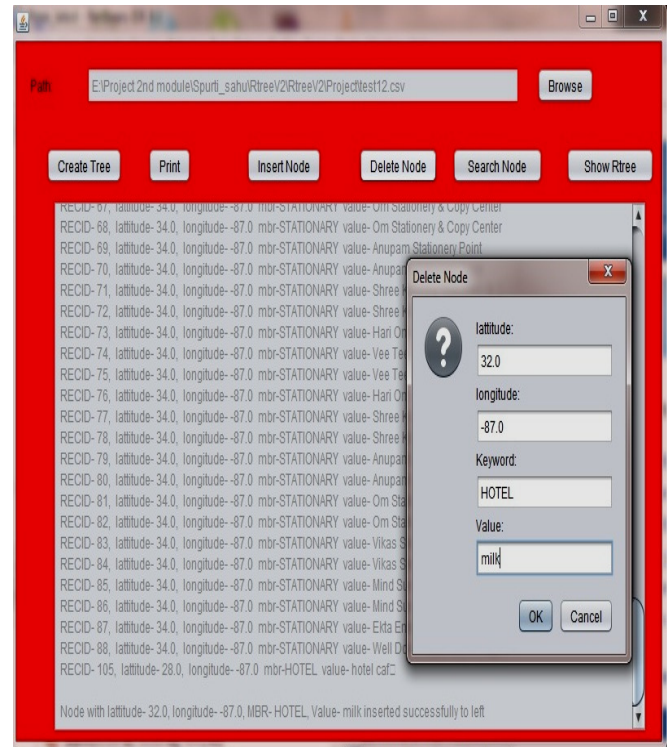 Path
E:\Project 2nd module\Spurti_sahu\RtreeV2\RtreeV2\Project\test12.csv
Browse
Create Tree Print Insert Node Delete Node Search Node Show Rtree
RECID- 67, lattitude- 34.0, longitude- -87.0 mbr-STATIONARY value- Om Stationery & Copy Center
RECID- 68, lattitude- 34.0, longitude- -87.0 mbr-STATIONARY value- Om Stationery & Copy Center
RECID- 69, lattitude- 34.0, longitude- -87.0 mbr-STATIONARY value- Anupam Stationery Point
RECID- 70, lattitude- 34.0, longitude- -87.0 mbr-STATIONARY value- Anupam
RECID- 71, lattitude- 34.0, longitude- -87.0 mbr-STATIONARY value- Shree
RECID- 72, lattitude- 34.0, longitude- -87.0 mbr-STATIONARY value- Shree
RECID- 73, lattitude- 34.0, longitude- -87.0 mbr-STATIONARY value- Hari
RECID- 74, lattitude- 34.0, longitude- -87.0 mbr-STATIONARY value- Vee
RECID- 75, lattitude- 34.0, longitude- -87.0 mbr-STATIONARY value- Vee
RECID- 76, lattitude- 34.0, longitude- -87.0 mbr-STATIONARY value- Hari
RECID- 77, lattitude- 34.0, longitude- -87.0 mbr-STATIONARY value- Shree
RECID- 78, lattitude- 34.0, longitude- -87.0 mbr-STATIONARY value- Shree
RECID- 79, lattitude- 34.0, longitude- -87.0 mbr-STATIONARY value- Anupam
RECID- 80, lattitude- 34.0, longitude- -87.0 mbr-STATIONARY value- Anupam
RECID- 81, lattitude- 34.0, longitude- -87.0 mbr-STATIONARY value- Om Sta
RECID- 82, lattitude- 34.0, longitude- -87.0 mbr-STATIONARY value- Om Sta
RECID- 83, lattitude- 34.0, longitude- -87.0 mbr-STATIONARY value- Vikas S
RECID- 84, lattitude- 34.0, longitude- -87.0 mbr-STATIONARY value- Vikas S
RECID- 85, lattitude- 34.0, longitude- -87.0 mbr-STATIONARY value- Mind
RECID- 86, lattitude- 34.0, longitude- -87.0 mbr-STATIONARY value- Mind
RECID- 87, lattitude- 34.0, longitude- -87.0 mbr-STATIONARY value- Ekta En
RECID- 88, lattitude- 34.0, longitude- -87.0 mbr-STATIONARY value- Well
RECID- 105, lattitude- 28.0, longitude- -87.0 mbr-HOTEL value- hotel caf□
Node with lattitude- 32.0, longitude- -87.0, MBR- HOTEL, Value- milk inserted successfully to left
Delete Node
lattitude:
32.0
longitude:
-87.0
Keyword:
HOTEL
Value:
milk
OK Cancel